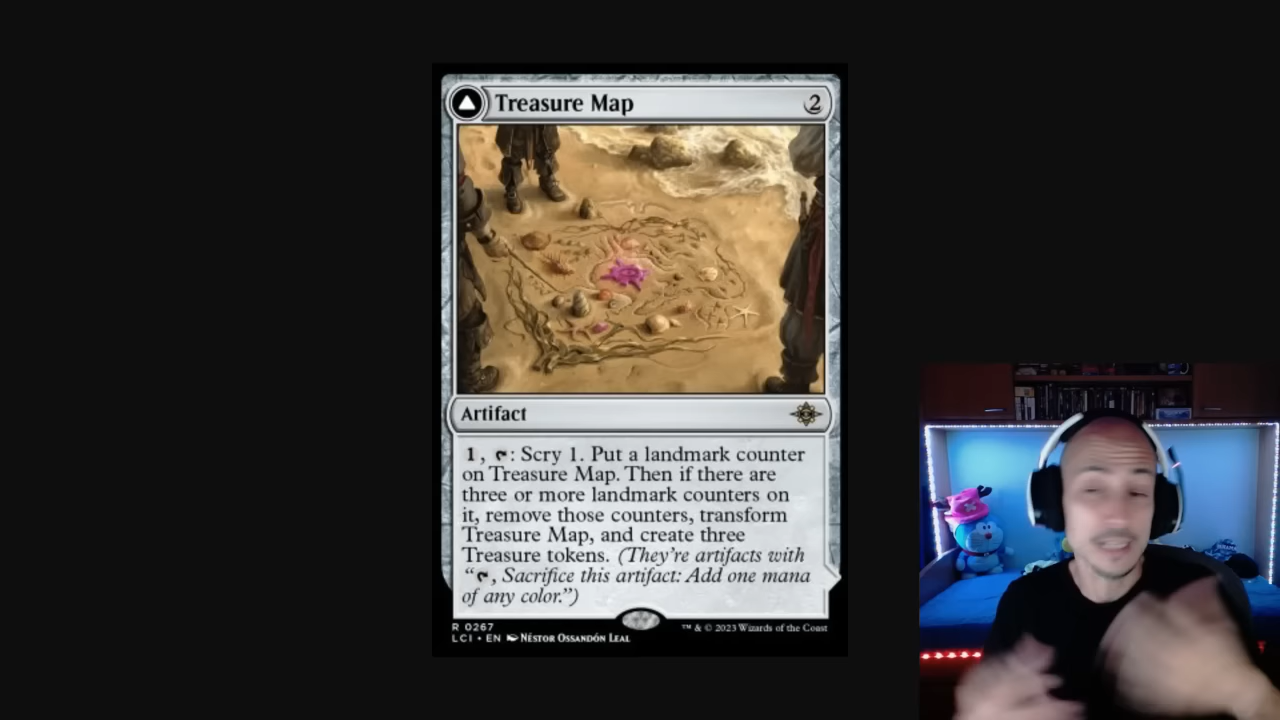 Treasure Map 2
Artifact
1, : Scry 1. Put a landmark counter
on Treasure Map. Then if there are
three or more landmark counters on
it, remove those counters, transform
Treasure Map, and create three
Treasure tokens. (They're artifacts with
“, Sacrifice this artifact: Add one mana
of any color.”)
R 0267
LCI • EN Néstor Ossandón Leal
™ & © 2023 Wizards of the Coast